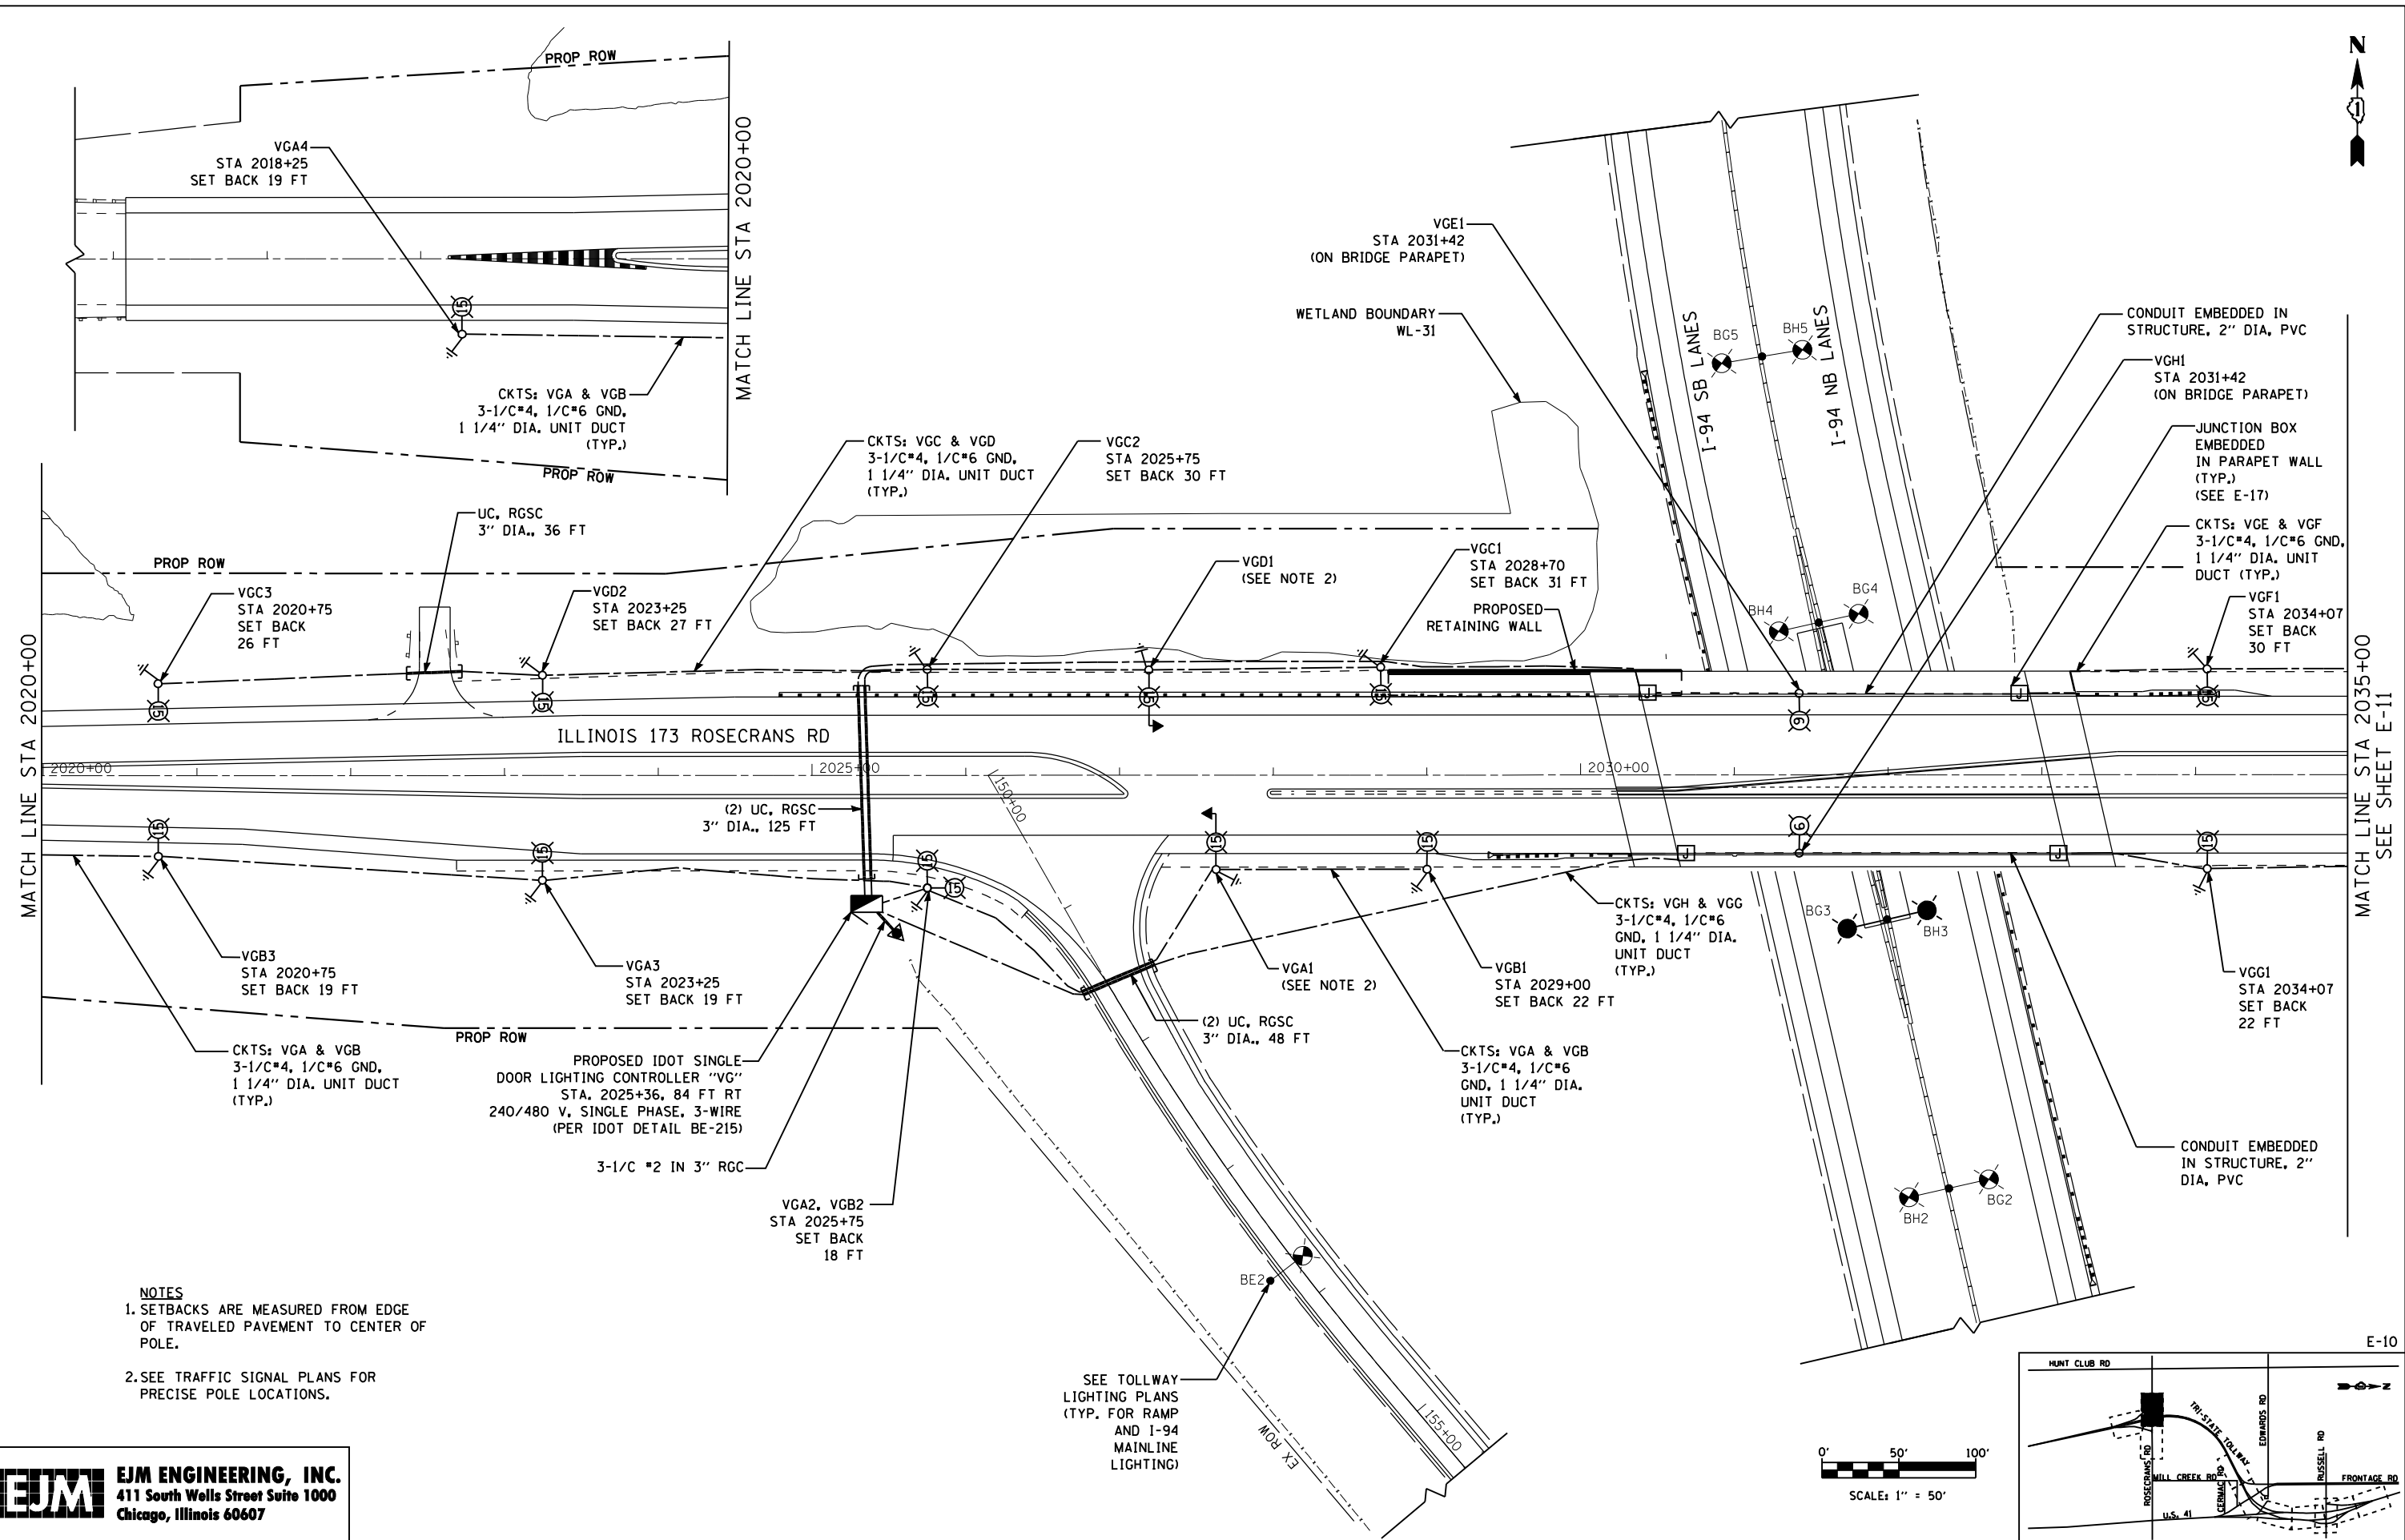 PROP ROW
N
1
VGA4
STA 2018+25
SET BACK 19 FT
MATCH LINE STA 2020+00
15
CKTS: VGA & VGB
3-1/C#4, 1/C#6 GND,
1 1/4" DIA. UNIT DUCT
(TYP.)
PROP ROW
VGE1
STA 2031+42
(ON BRIDGE PARAPET)
WETLAND BOUNDARY
WL-31
I-94 SB LANES
I-94 NB LANES
BG5
BH5
CONDUIT EMBEDDED IN
STRUCTURE, 2" DIA, PVC
VGH1
STA 2031+42
(ON BRIDGE PARAPET)
JUNCTION BOX
EMBEDDED
IN PARAPET WALL
(TYP.)
(SEE E-17)
CKTS: VGE & VGF
3-1/C#4, 1/C#6 GND,
1 1/4" DIA. UNIT
DUCT (TYP.)
VGF1
STA 2034+07
SET BACK
30 FT
CKTS: VGC & VGD
3-1/C#4, 1/C#6 GND,
1 1/4" DIA. UNIT DUCT
(TYP.)
VGC2
STA 2025+75
SET BACK 30 FT
UC, RGSC
3" DIA., 36 FT
PROP ROW
VGC3
STA 2020+75
SET BACK
26 FT
VGD2
STA 2023+25
SET BACK 27 FT
VGD1
(SEE NOTE 2)
VGC1
STA 2028+70
SET BACK 31 FT
PROPOSED
RETAINING WALL
BH4
BG4
MATCH LINE STA 2020+00
15
15
15
15
15
J
9
J
15
MATCH LINE STA 2035+00
SEE SHEET E-11
ILLINOIS 173 ROSECRANS RD
2020+00
2025+00
2030+00
150+00
(2) UC, RGSC
3" DIA., 125 FT
15
15
15
15
15
15
J
6
J
15
BG3
BH3
VGB3
STA 2020+75
SET BACK 19 FT
VGA3
STA 2023+25
SET BACK 19 FT
VGA1
(SEE NOTE 2)
VGB1
STA 2029+00
SET BACK 22 FT
CKTS: VGH & VGG
3-1/C#4, 1/C#6
GND, 1 1/4" DIA.
UNIT DUCT
(TYP.)
VGG1
STA 2034+07
SET BACK
22 FT
PROP ROW
CKTS: VGA & VGB
3-1/C#4, 1/C#6 GND,
1 1/4" DIA. UNIT DUCT
(TYP.)
PROPOSED IDOT SINGLE
DOOR LIGHTING CONTROLLER "VG"
STA. 2025+36, 84 FT RT
240/480 V, SINGLE PHASE, 3-WIRE
(PER IDOT DETAIL BE-215)
3-1/C #2 IN 3" RGC
(2) UC, RGSC
3" DIA., 48 FT
CKTS: VGA & VGB
3-1/C#4, 1/C#6
GND, 1 1/4" DIA.
UNIT DUCT
(TYP.)
CONDUIT EMBEDDED
IN STRUCTURE, 2"
DIA, PVC
VGA2, VGB2
STA 2025+75
SET BACK
18 FT
BH2
BG2
BE2
SEE TOLLWAY
LIGHTING PLANS
(TYP. FOR RAMP
AND I-94
MAINLINE
LIGHTING)
EX ROW
155+00
NOTES
1. SETBACKS ARE MEASURED FROM EDGE
OF TRAVELED PAVEMENT TO CENTER OF
POLE.
2. SEE TRAFFIC SIGNAL PLANS FOR
PRECISE POLE LOCATIONS.
EJM
EJM ENGINEERING, INC.
411 South Wells Street Suite 1000
Chicago, Illinois 60607
0'
50'
100'
SCALE: 1" = 50'
E-10
HUNT CLUB RD
N
TRI-STATE TOLLWAY
EDWARDS RD
ROSECRANS RD
MILL CREEK RD
CERMAC RD
RUSSELL RD
FRONTAGE RD
U.S. 41